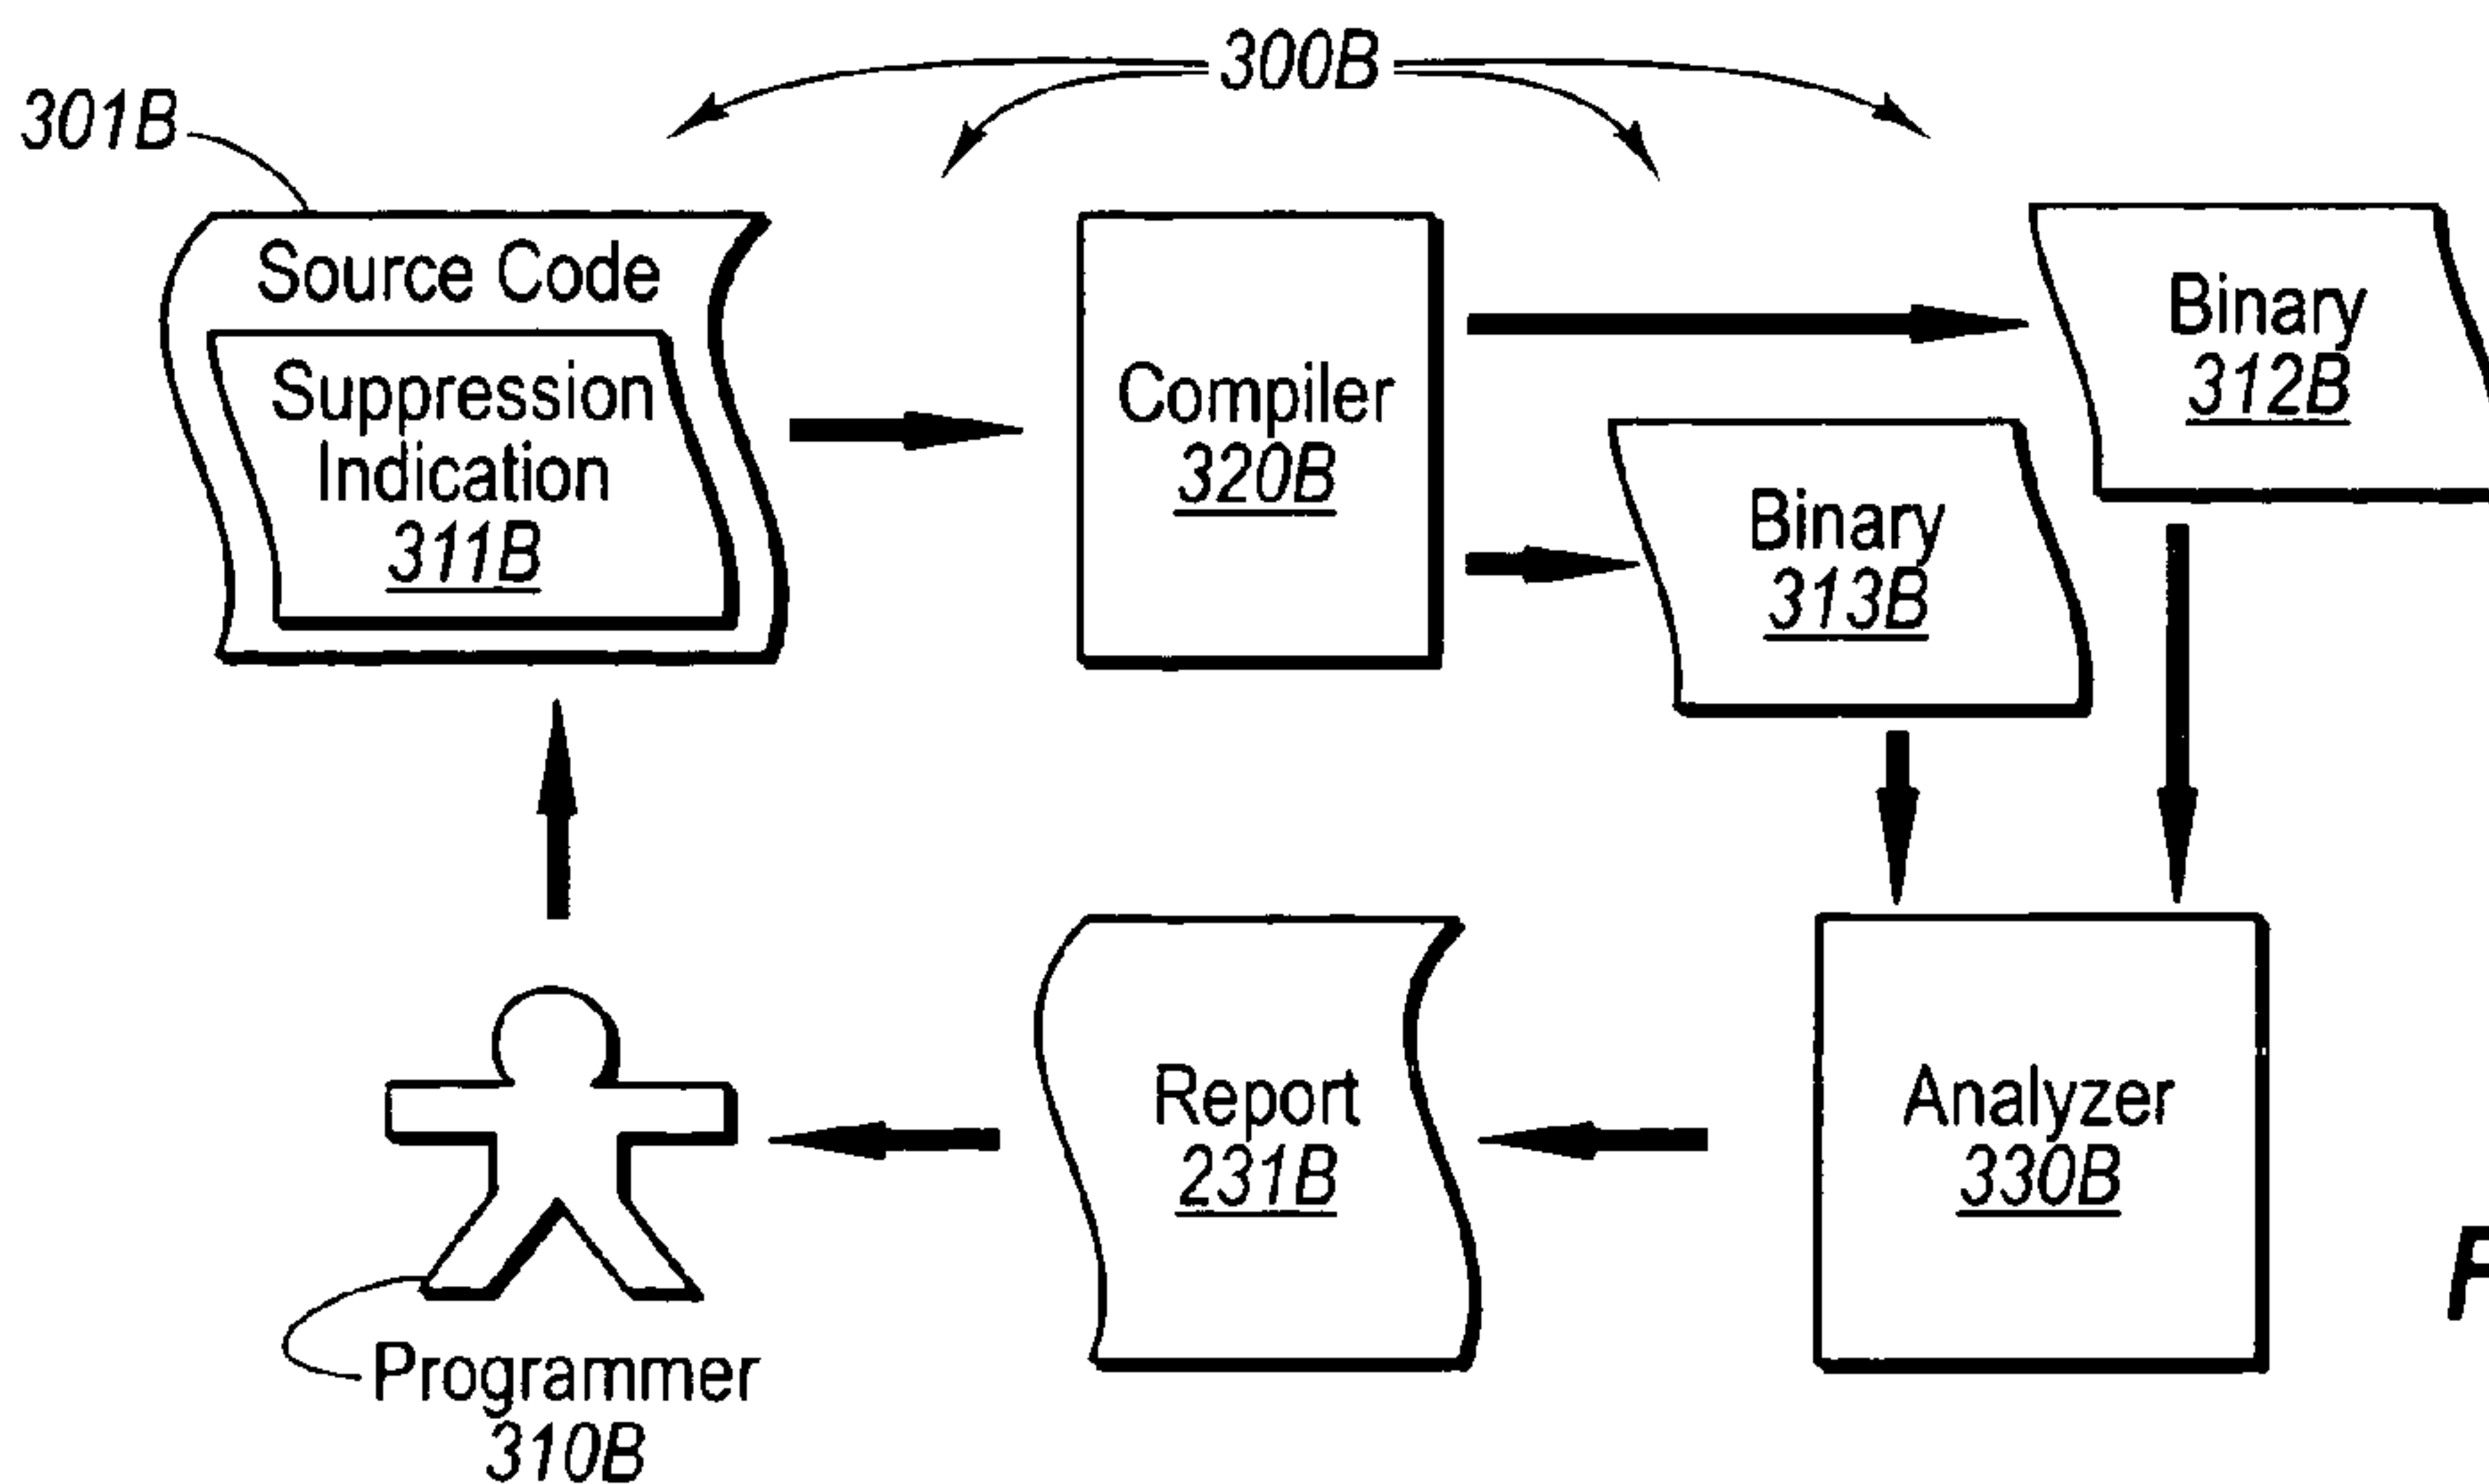 300B
301B
Source Code
Suppression
Indication
311B
Compiler
320B
Binary
312B
Binary
313B
Report
231B
Analyzer
330B
Programmer
310B
F